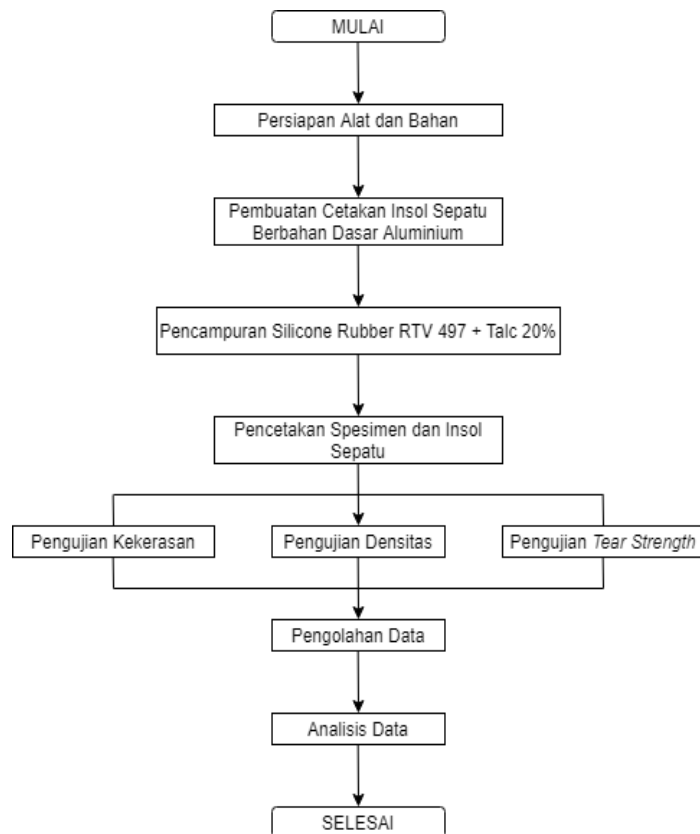 MULAI
Persiapan Alat dan Bahan
Pembuatan Cetakan Insol Sepatu
Berbahan Dasar Aluminium
Pencampuran Silicone Rubber RTV 497 + Talc 20%
Pencetakan Spesimen dan Insol
Sepatu
Pengujian Kekerasan
Pengujian Densitas
Pengujian Tear Strength
Pengolahan Data
Analisis Data
SELESAI